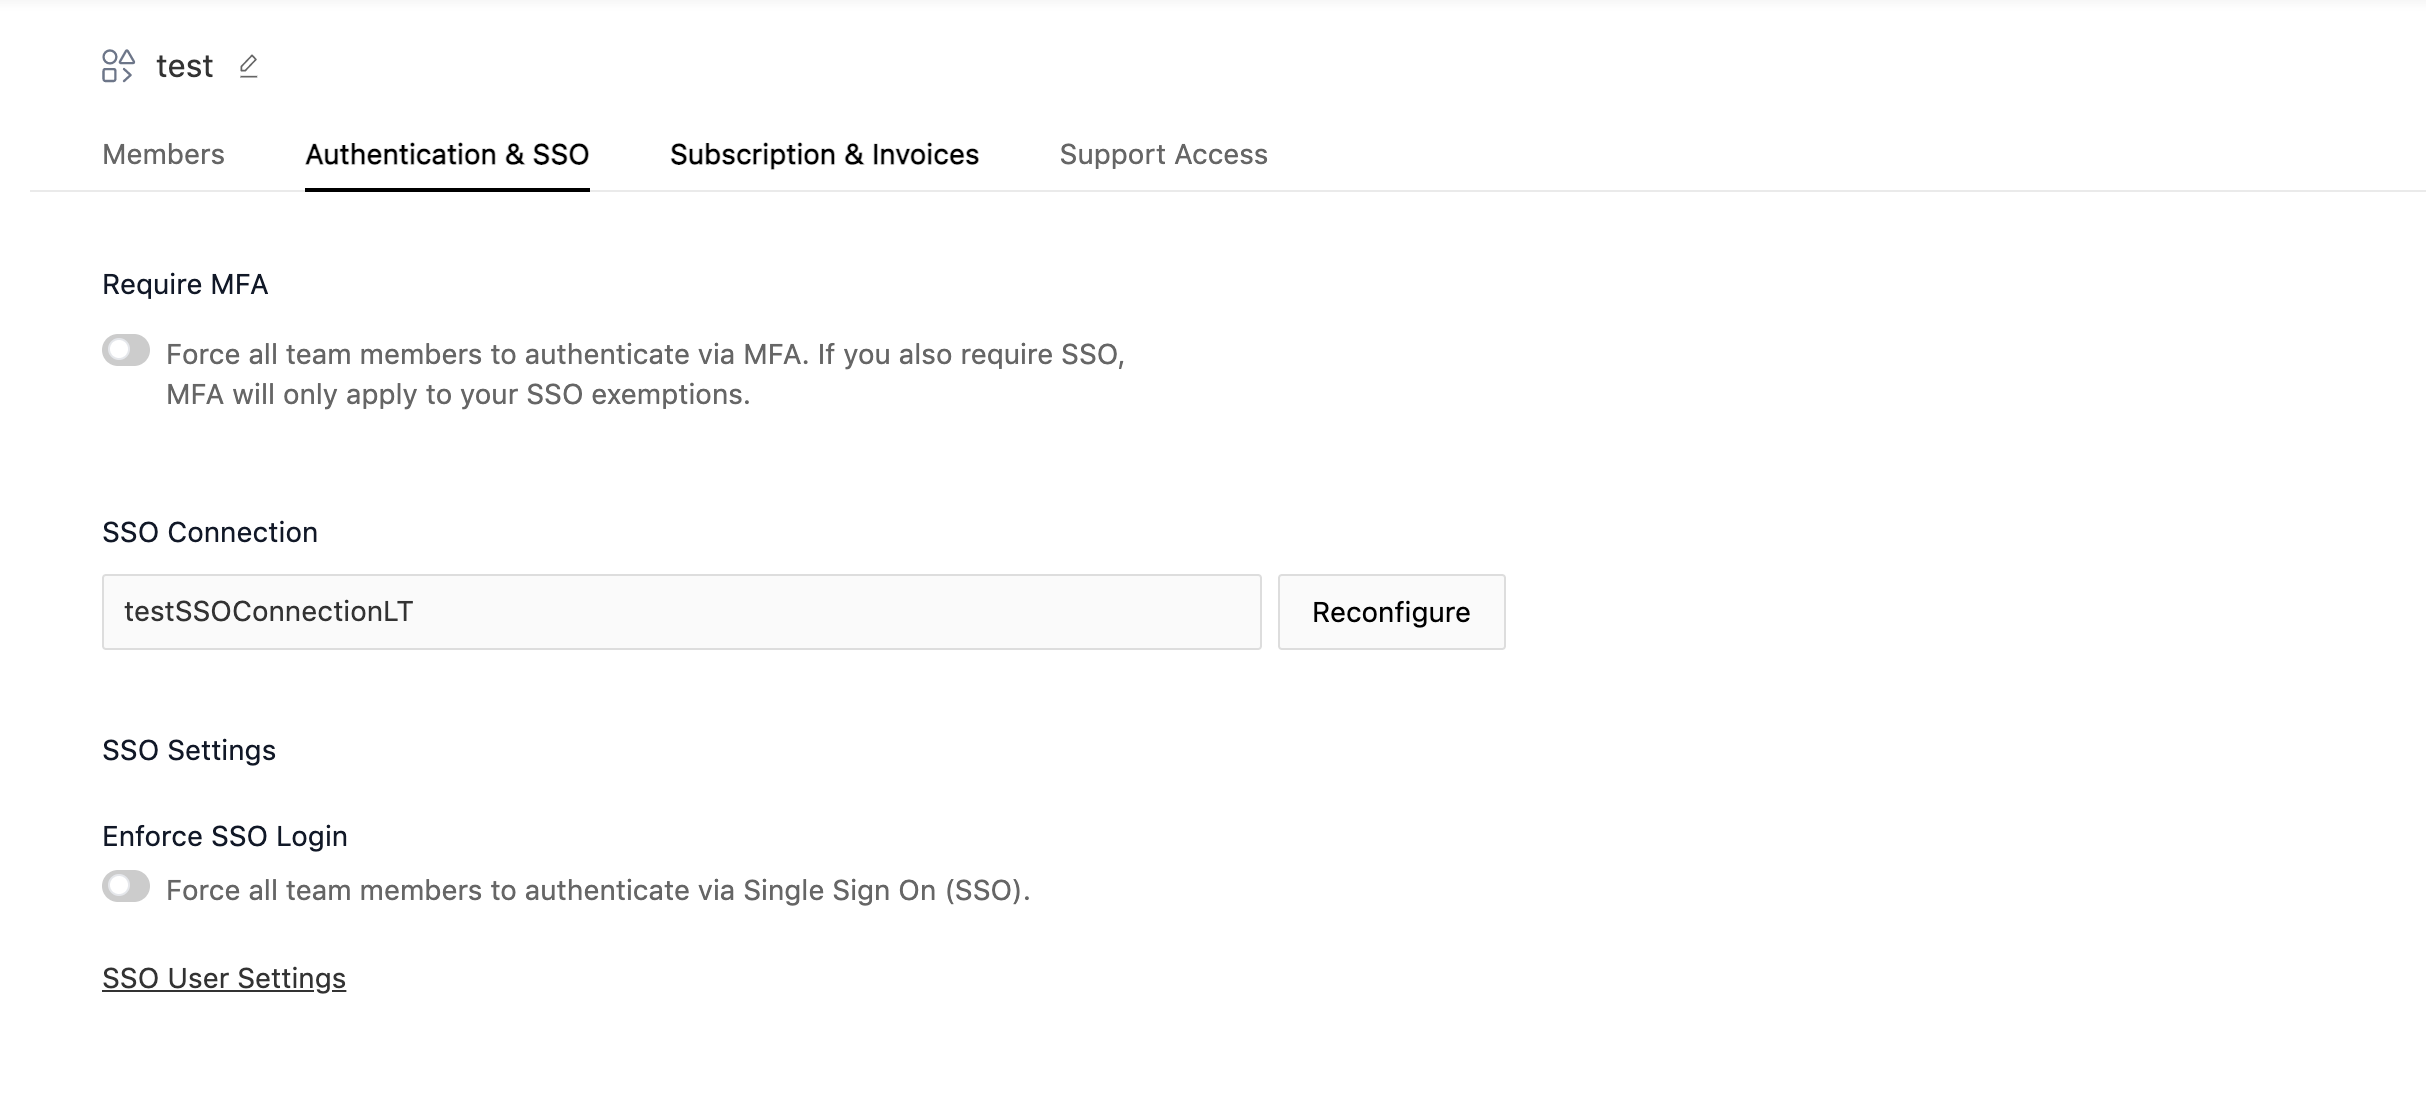 test
Members
Authentication & SSO
Subscription & Invoices
Support Access
Require MFA
Force all team members to authenticate via MFA. If you also require SSO,
MFA will only apply to your SSO exemptions.
SSO Connection
testSSOConnectionLT
Reconfigure
SSO Settings
Enforce SSO Login
Force all team members to authenticate via Single Sign On (SSO).
SSO User Settings